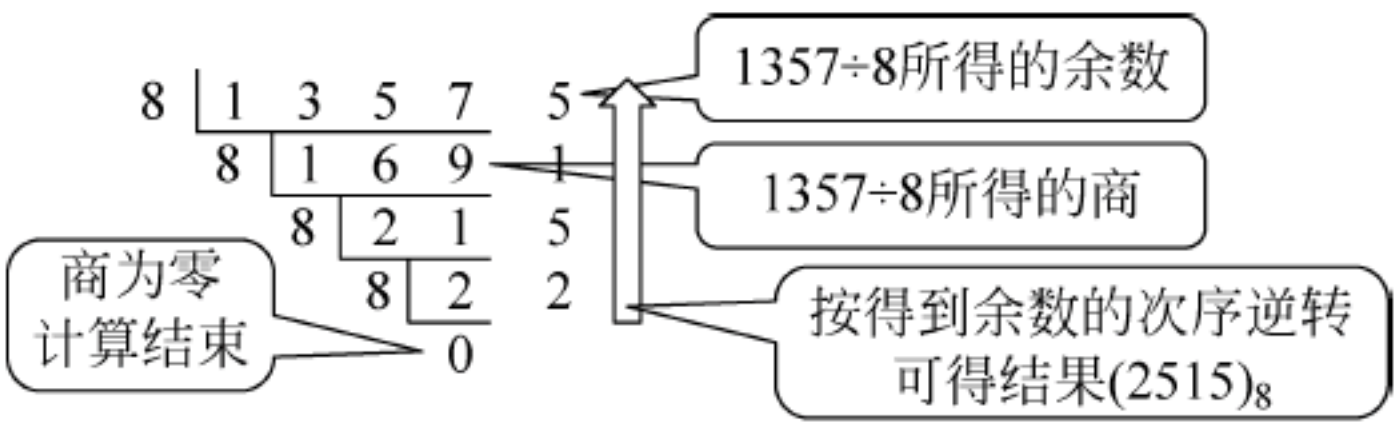 1357÷8所得的余数
8 1 3 5 7 5
8 1 6 9 1
1357÷8所得的商
8 2 1 5
商为零
计算结束
8 2 2
0
按得到余数的次序逆转
可得结果(2515)₈